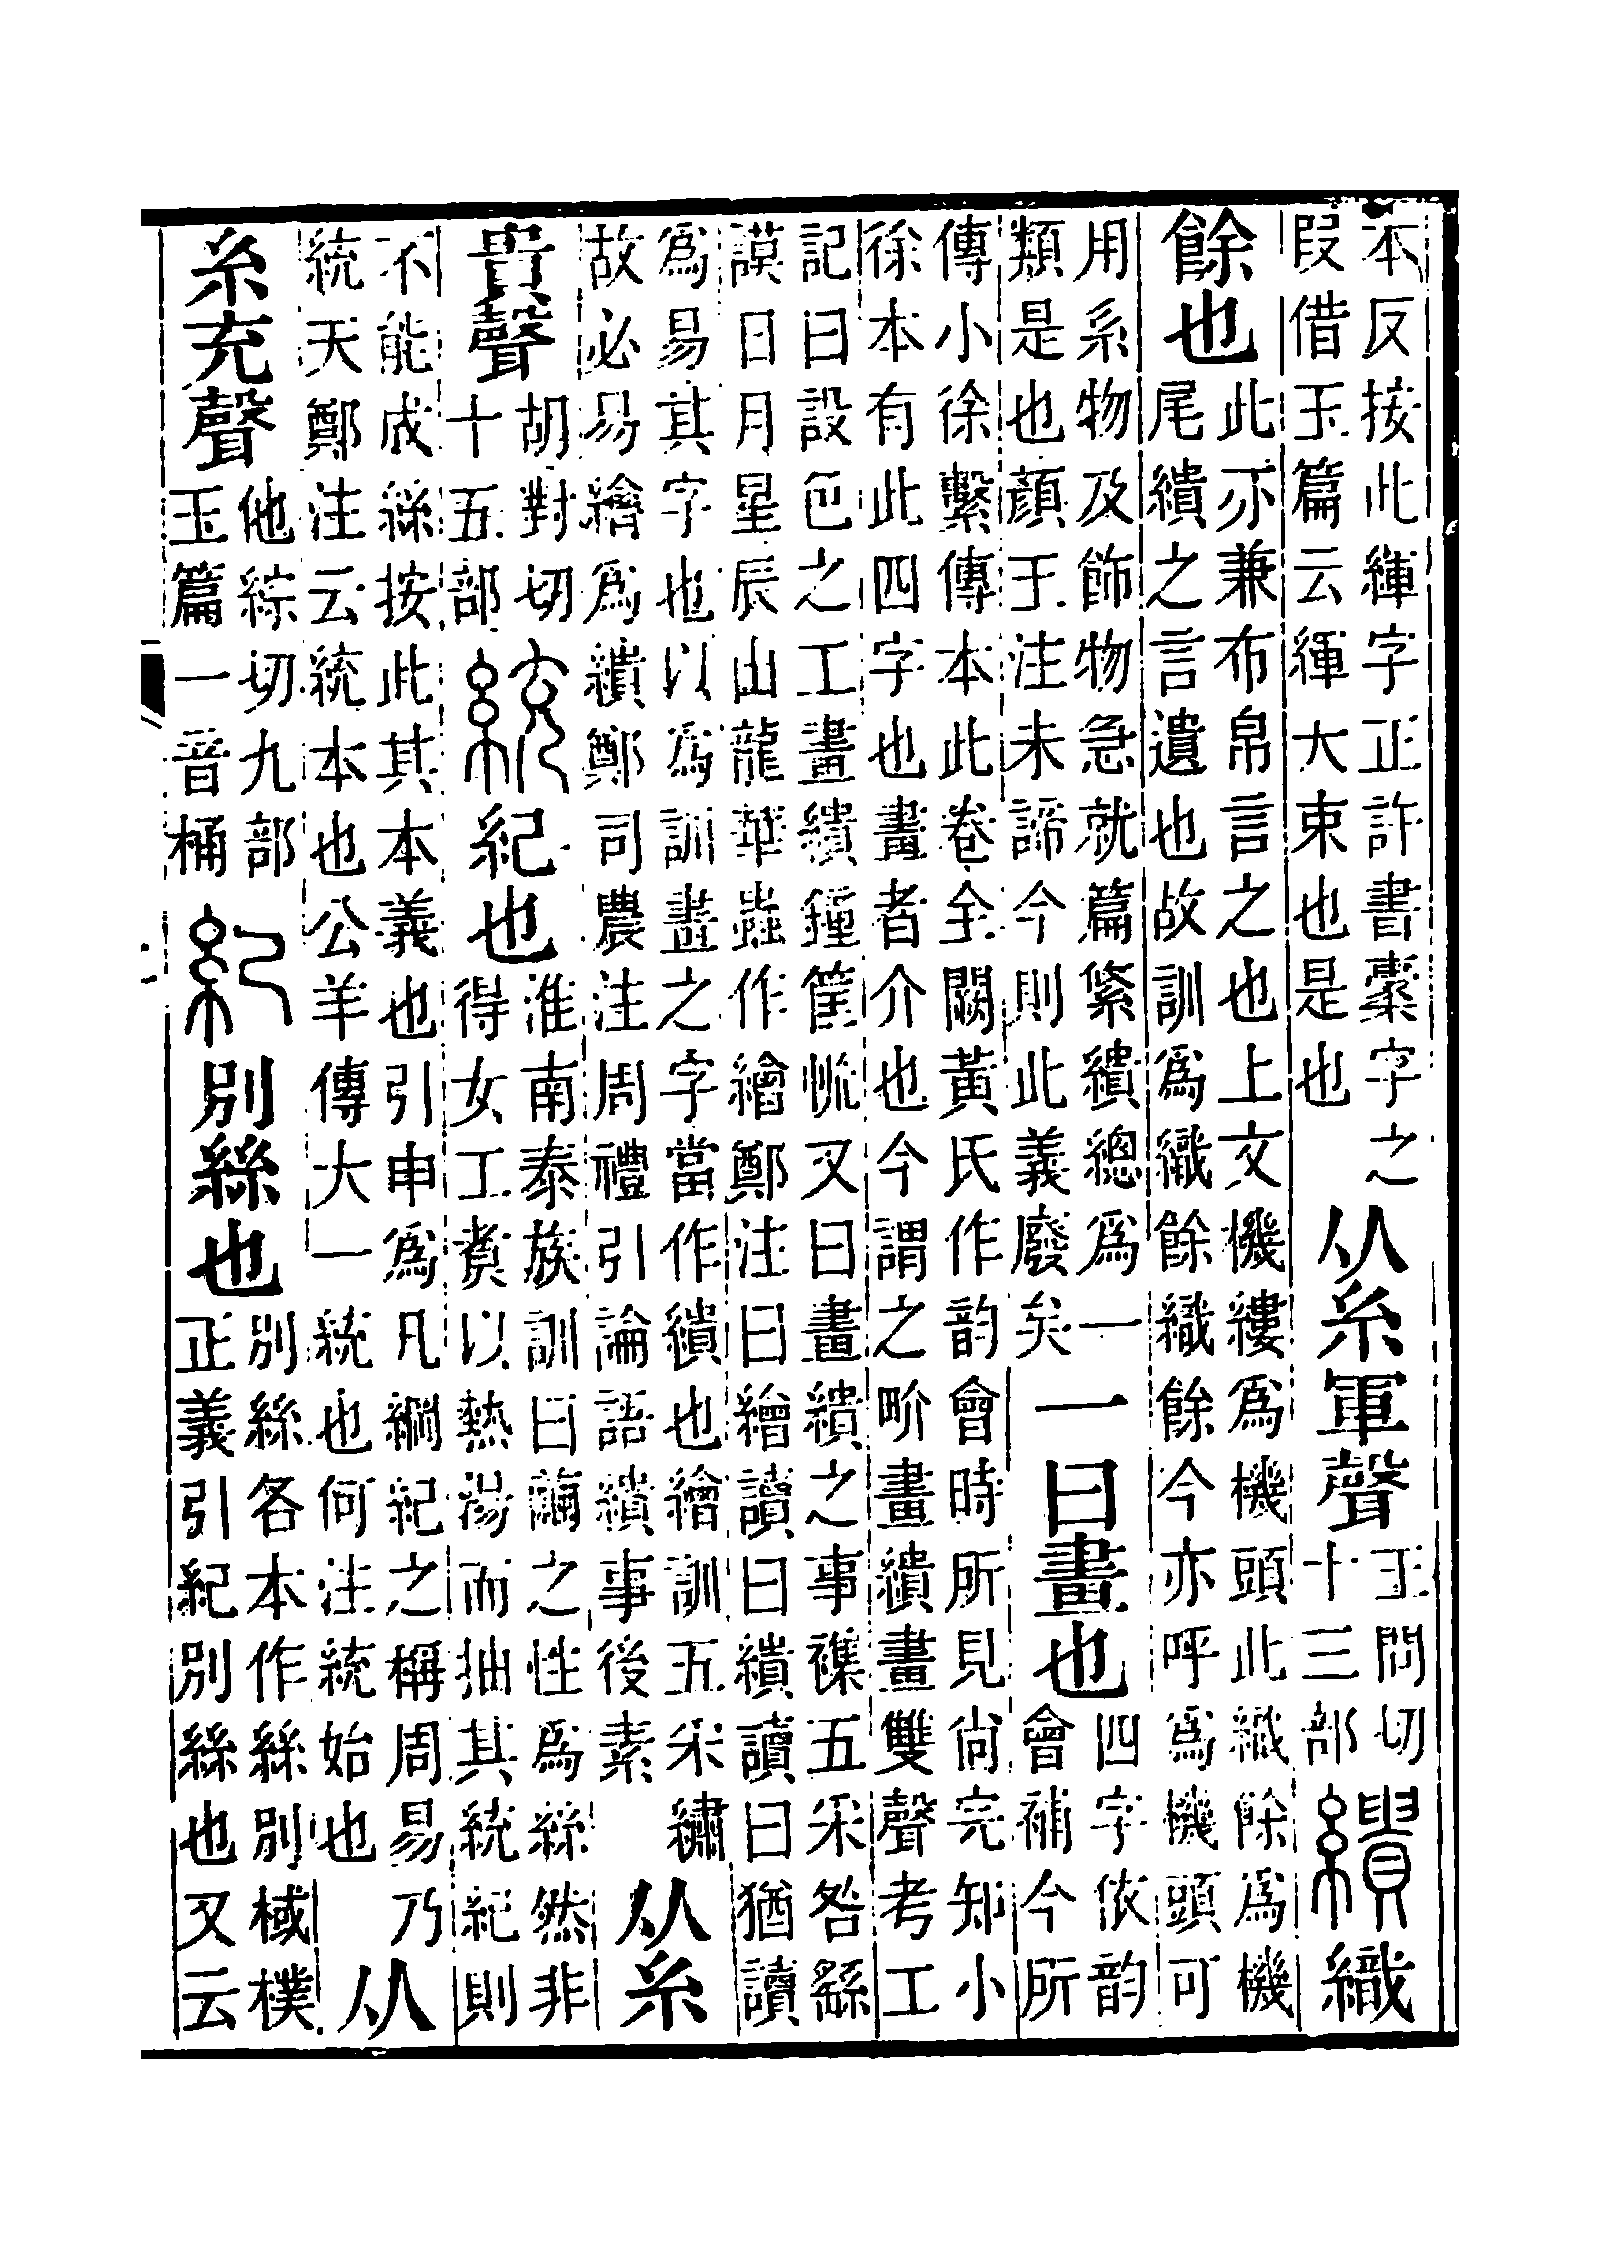 本反按此緷字正許書㯻字之
叚借玉篇云緷大束也是也
从糸軍聲
王問切
十三部
繢
織
餘也
此亦兼布帛言之也上文機縷爲機頭此織餘爲機
尾繢之言遺也故訓爲織餘織餘今亦呼爲機頭可
用系物及飾物急就篇絛繢總爲一
類是也顏王注未諦今則此義廢矣
一曰畫也
四字依韵
會補今所
傳小徐繫傳本此卷全闕黃氏作韵會時所見尙完知小
徐本有此四字也畫者介也今謂之畍畫繢畫雙聲考工
記曰設色之工畫繢鍾筐㡆又曰畫繢之事襍五采咎繇
謨日月星辰山龍華蟲作繪鄭注曰繪讀曰繢讀曰猶讀
爲易其字也以爲訓畫之字當作繢也繪訓五采繡
故必易繪爲繢鄭司農注周禮引論語繢事後素
从糸
貴聲
胡對切
十五部
統
紀也
淮南泰族訓曰繭之性爲絲然非
得女工煑以熱湯而抽其統紀則
不能成絲按此其本義也引申爲凡綱紀之稱周易乃
統天鄭注云統本也公羊傳大一統也何注統始也
从
糸充聲
他綜切九部
玉篇一音桶
紀
別絲也
別絲各本作絲別棫樸
正義引紀別絲也又云